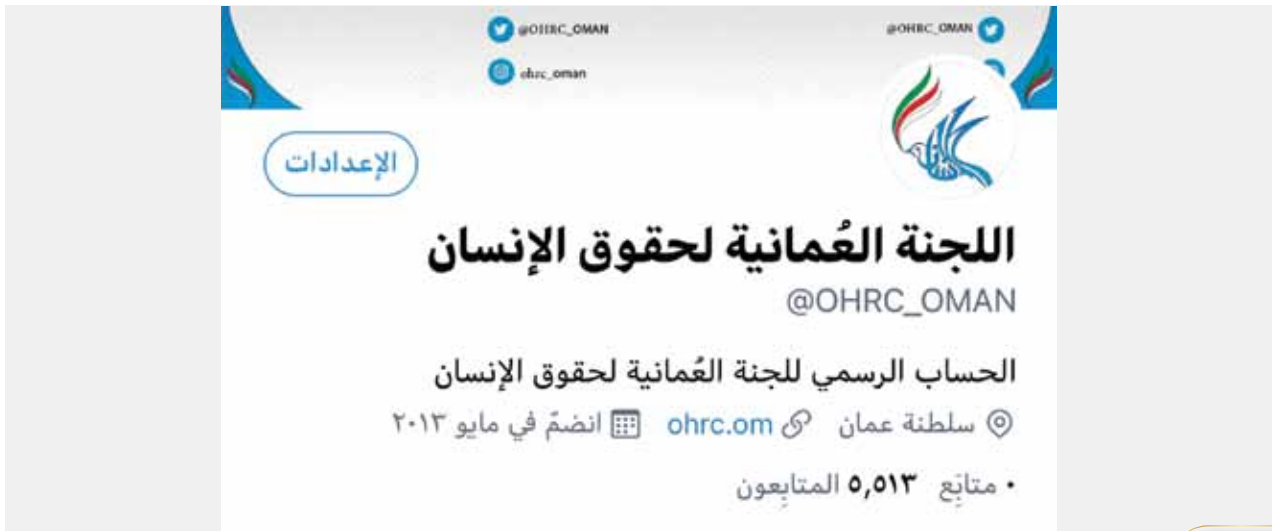 @OHRC_OMAN
@OHRC_OMAN
ohrc_oman
الإعدادات
اللجنة العُمانية لحقوق الإنسان
@OHRC_OMAN
الحساب الرسمي للجنة العُمانية لحقوق الإنسان
سلطنة عمان ohrc.om انضمّ في مايو ٢٠١٣
٠ متابَع ٥,٥١٣ المتابِعون